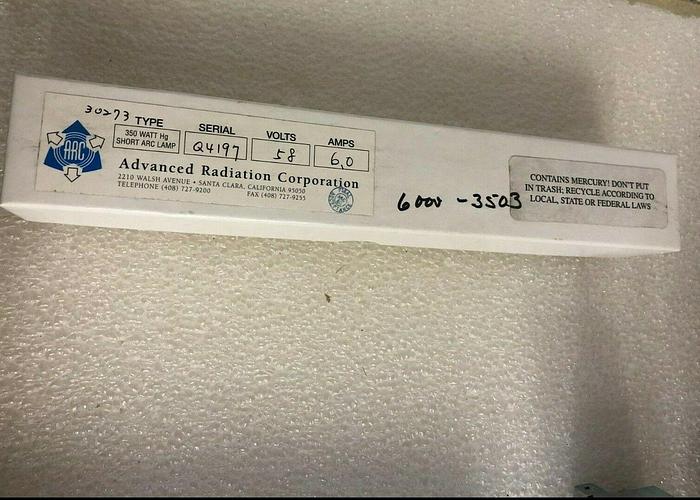 30273
TYPE
350 WATT Hg
SHORT ARC LAMP
SERIAL
Q4197
VOLTS
58
AMPS
6.0
ARC
Advanced Radiation Corporation
2210 WALSH AVENUE • SANTA CLARA, CALIFORNIA 95050
TELEPHONE (408) 727-9200 FAX (408) 727-9255
6000-3503
CONTAINS MERCURY! DON'T PUT
IN TRASH; RECYCLE ACCORDING TO
LOCAL, STATE OR FEDERAL LAWS